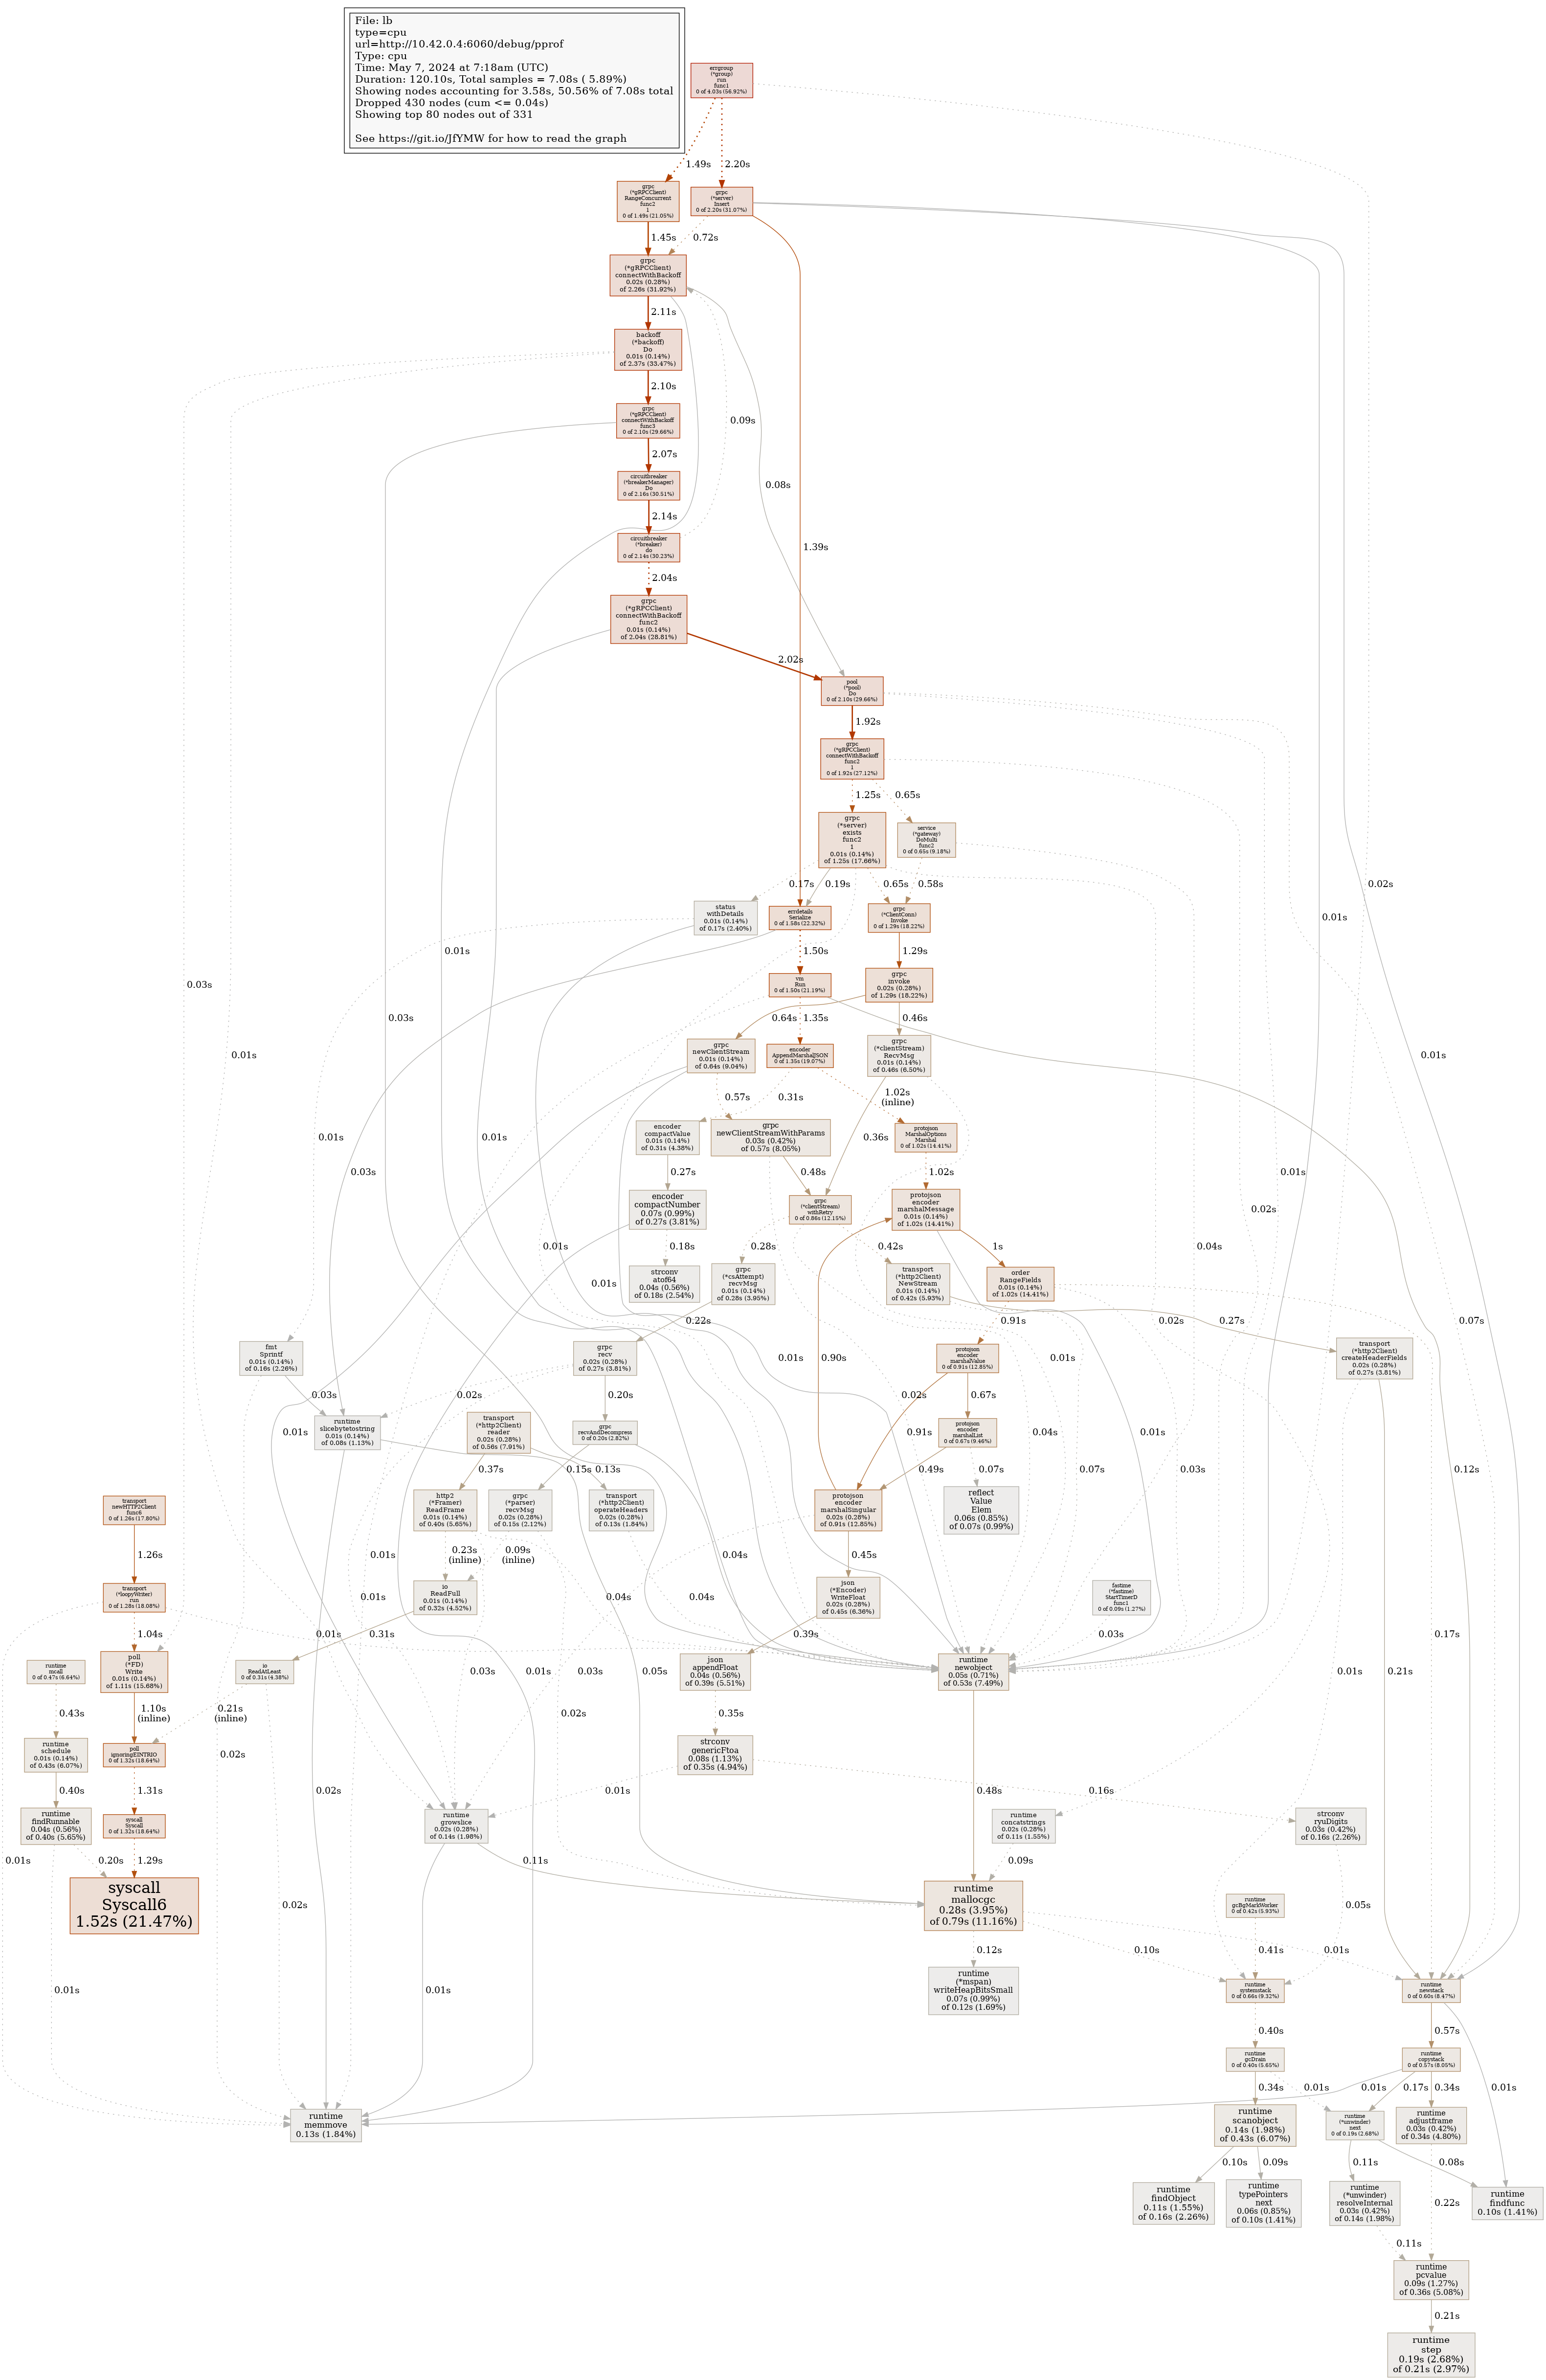 File: lb
type=cpu
url=http://10.42.0.4:6060/debug/pprof
Type: cpu
Time: May 7, 2024 at 7:18am (UTC)
Duration: 120.10s, Total samples = 7.08s ( 5.89%)
Showing nodes accounting for 3.58s, 50.56% of 7.08s total
Dropped 430 nodes (cum <= 0.04s)
Showing top 80 nodes out of 331
See https://git.io/JfYMW for how to read the graph
errgroup
(*group)
run
func1
0 of 4.03s (56.92%)
1.49s
2.20s
grpc
(*gRPCClient)
RangeConcurrent
func2
1
0 of 1.49s (21.05%)
grpc
(*server)
Insert
0 of 2.20s (31.07%)
0.02s
1.45s
0.72s
grpc
(*gRPCClient)
connectWithBackoff
0.02s (0.28%)
of 2.26s (31.92%)
2.11s
backoff
(*backoff)
Do
0.01s (0.14%)
of 2.37s (33.47%)
2.10s
0.09s
grpc
(*gRPCClient)
connectWithBackoff
func3
0 of 2.10s (29.66%)
2.07s
circuitbreaker
(*breakerManager)
Do
0 of 2.16s (30.51%)
0.08s
2.14s
circuitbreaker
(*breaker)
do
0 of 2.14s (30.23%)
1.39s
2.04s
grpc
(*gRPCClient)
connectWithBackoff
func2
0.01s (0.14%)
of 2.04s (28.81%)
2.02s
pool
(*pool)
Do
0 of 2.10s (29.66%)
0.01s
1.92s
grpc
(*gRPCClient)
connectWithBackoff
func2
1
0 of 1.92s (27.12%)
1.25s
0.65s
grpc
(*server)
exists
func2
1
0.01s (0.14%)
of 1.25s (17.66%)
service
(*gateway)
DoMulti
func2
0 of 0.65s (9.18%)
0.17s
0.19s
0.65s
0.58s
status
withDetails
0.01s (0.14%)
of 0.17s (2.40%)
errdetails
Serialize
0 of 1.58s (22.32%)
grpc
(*ClientConn)
Invoke
0 of 1.29s (18.22%)
0.01s
0.03s
1.50s
1.29s
vm
Run
0 of 1.50s (21.19%)
grpc
invoke
0.02s (0.28%)
of 1.29s (18.22%)
0.03s
0.64s
1.35s
0.46s
grpc
newClientStream
0.01s (0.14%)
of 0.64s (9.04%)
encoder
AppendMarshalJSON
0 of 1.35s (19.07%)
grpc
(*clientStream)
RecvMsg
0.01s (0.14%)
of 0.46s (6.50%)
0.01s
0.01s
0.57s
0.31s
1.02s
(inline)
encoder
compactValue
0.01s (0.14%)
of 0.31s (4.38%)
grpc
newClientStreamWithParams
0.03s (0.42%)
of 0.57s (8.05%)
protojson
MarshalOptions
Marshal
0 of 1.02s (14.41%)
0.01s
0.03s
0.01s
0.36s
0.01s
0.07s
0.27s
0.48s
1.02s
encoder
compactNumber
0.07s (0.99%)
of 0.27s (3.81%)
grpc
(*clientStream)
withRetry
0 of 0.86s (12.15%)
protojson
encoder
marshalMessage
0.01s (0.14%)
of 1.02s (14.41%)
0.02s
0.01s
0.18s
0.28s
0.42s
1s
0.04s
strconv
atof64
0.04s (0.56%)
of 0.18s (2.54%)
grpc
(*csAttempt)
recvMsg
0.01s (0.14%)
of 0.28s (3.95%)
transport
(*http2Client)
NewStream
0.01s (0.14%)
of 0.42s (5.93%)
order
RangeFields
0.01s (0.14%)
of 1.02s (14.41%)
0.01s
0.22s
0.01s
0.91s
0.02s
0.27s
fmt
Sprintf
0.01s (0.14%)
of 0.16s (2.26%)
grpc
recv
0.02s (0.28%)
of 0.27s (3.81%)
0.90s
0.01s
protojson
encoder
marshalValue
0 of 0.91s (12.85%)
transport
(*http2Client)
createHeaderFields
0.02s (0.28%)
of 0.27s (3.81%)
0.03s
0.02s
0.20s
0.02s
0.67s
runtime
slicebytetostring
0.01s (0.14%)
of 0.08s (1.13%)
transport
(*http2Client)
reader
0.02s (0.28%)
of 0.56s (7.91%)
grpc
recvAndDecompress
0 of 0.20s (2.82%)
0.91s
protojson
encoder
marshalList
0 of 0.67s (9.46%)
0.01s
0.04s
0.01s
0.12s
0.37s
0.15s
0.13s
0.49s
0.07s
0.07s
0.03s
transport
newHTTP2Client
func6
0 of 1.26s (17.80%)
http2
(*Framer)
ReadFrame
0.01s (0.14%)
of 0.40s (5.65%)
grpc
(*parser)
recvMsg
0.02s (0.28%)
of 0.15s (2.12%)
transport
(*http2Client)
operateHeaders
0.02s (0.28%)
of 0.13s (1.84%)
protojson
encoder
marshalSingular
0.02s (0.28%)
of 0.91s (12.85%)
reflect
Value
Elem
0.06s (0.85%)
of 0.07s (0.99%)
1.26s
0.01s
0.23s
(inline)
0.09s
(inline)
0.04s
0.45s
0.17s
transport
(*loopyWriter)
run
0 of 1.28s (18.08%)
io
ReadFull
0.01s (0.14%)
of 0.32s (4.52%)
0.01s
0.04s
0.04s
json
(*Encoder)
WriteFloat
0.02s (0.28%)
of 0.45s (6.36%)
fastime
(*fastime)
StartTimerD
func1
0 of 0.09s (1.27%)
1.04s
0.01s
0.31s
0.39s
0.03s
runtime
mcall
0 of 0.47s (6.64%)
poll
(*FD)
Write
0.01s (0.14%)
of 1.11s (15.68%)
io
ReadAtLeast
0 of 0.31s (4.38%)
0.03s
0.01s
0.03s
0.05s
json
appendFloat
0.04s (0.56%)
of 0.39s (5.51%)
runtime
newobject
0.05s (0.71%)
of 0.53s (7.49%)
0.01s
0.21s
0.43s
1.10s
(inline)
0.21s
(inline)
0.02s
0.35s
runtime
schedule
0.01s (0.14%)
of 0.43s (6.07%)
poll
ignoringEINTRIO
0 of 1.32s (18.64%)
0.02s
strconv
genericFtoa
0.08s (1.13%)
of 0.35s (4.94%)
0.40s
1.31s
0.02s
0.01s
0.48s
0.16s
runtime
findRunnable
0.04s (0.56%)
of 0.40s (5.65%)
syscall
Syscall
0 of 1.32s (18.64%)
runtime
growslice
0.02s (0.28%)
of 0.14s (1.98%)
runtime
concatstrings
0.02s (0.28%)
of 0.11s (1.55%)
strconv
ryuDigits
0.03s (0.42%)
of 0.16s (2.26%)
0.01s
0.20s
1.29s
0.11s
0.09s
syscall
Syscall6
1.52s (21.47%)
0.02s
runtime
mallocgc
0.28s (3.95%)
of 0.79s (11.16%)
runtime
gcBgMarkWorker
0 of 0.42s (5.93%)
0.05s
0.01s
0.01s
0.12s
0.10s
0.41s
0.01s
runtime
(*mspan)
writeHeapBitsSmall
0.07s (0.99%)
of 0.12s (1.69%)
runtime
systemstack
0 of 0.66s (9.32%)
runtime
newstack
0 of 0.60s (8.47%)
0.40s
0.57s
runtime
gcDrain
0 of 0.40s (5.65%)
runtime
copystack
0 of 0.57s (8.05%)
0.34s
0.01s
0.01s
0.17s
0.34s
0.01s
runtime
memmove
0.13s (1.84%)
runtime
scanobject
0.14s (1.98%)
of 0.43s (6.07%)
runtime
(*unwinder)
next
0 of 0.19s (2.68%)
runtime
adjustframe
0.03s (0.42%)
of 0.34s (4.80%)
0.10s
0.09s
0.11s
0.08s
runtime
findObject
0.11s (1.55%)
of 0.16s (2.26%)
runtime
typePointers
next
0.06s (0.85%)
of 0.10s (1.41%)
runtime
(*unwinder)
resolveInternal
0.03s (0.42%)
of 0.14s (1.98%)
0.22s
runtime
findfunc
0.10s (1.41%)
0.11s
runtime
pcvalue
0.09s (1.27%)
of 0.36s (5.08%)
0.21s
runtime
step
0.19s (2.68%)
of 0.21s (2.97%)